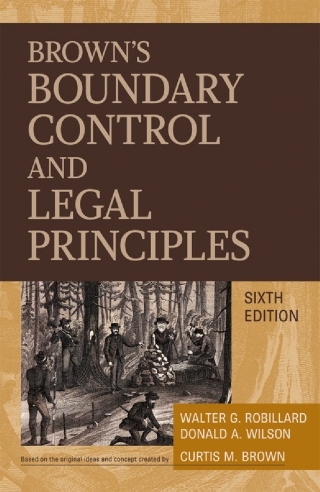 BROWN'S
BOUNDARY
CONTROL
AND
LEGAL
PRINCIPLES
SIXTH
EDITION
WALTER G. ROBILLARD
DONALD A. WILSON
Based on the original ideas and concept created by
CURTIS M. BROWN